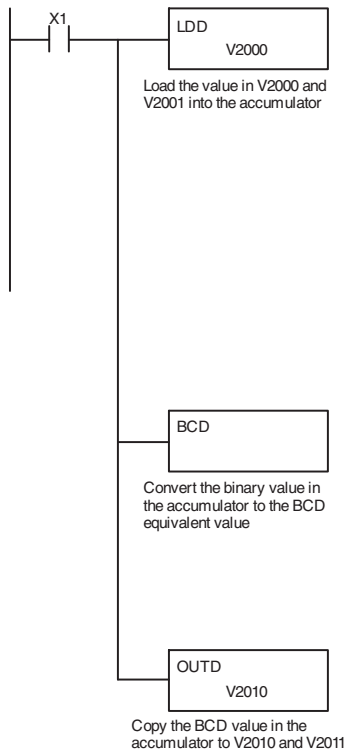 X1
LDD
V2000
Load the value in V2000 and
V2001 into the accumulator
BCD
Convert the binary value in
the accumulator to the BCD
equivalent value
OUTD
V2010
Copy the BCD value in the
accumulator to V2010 and V2011